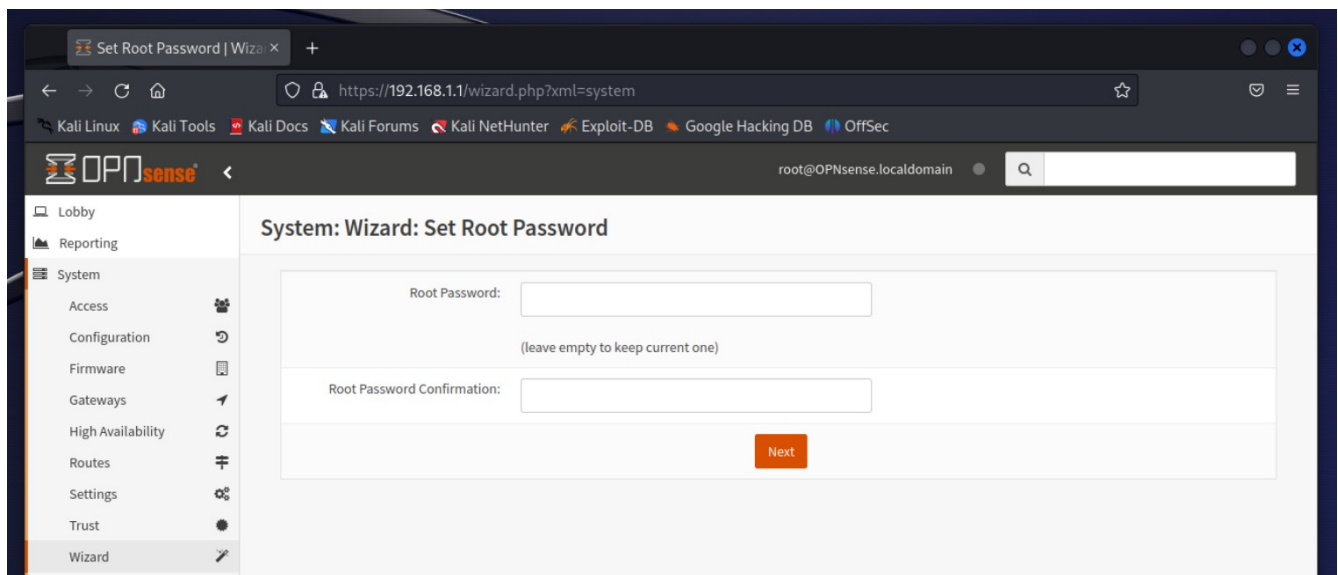 Set Root Password | Wiza
https://192.168.1.1/wizard.php?xml=system
Kali Linux Kali Tools Kali Docs Kali Forums Kali NetHunter Exploit-DB Google Hacking DB OffSec
OPNsense root@OPNsense.localdomain
Lobby
System: Wizard: Set Root Password
Reporting
System
Root Password:
Access
Configuration
(leave empty to keep current one)
Firmware
Root Password Confirmation:
Gateways
High Availability
Next
Routes
Settings
Trust
Wizard